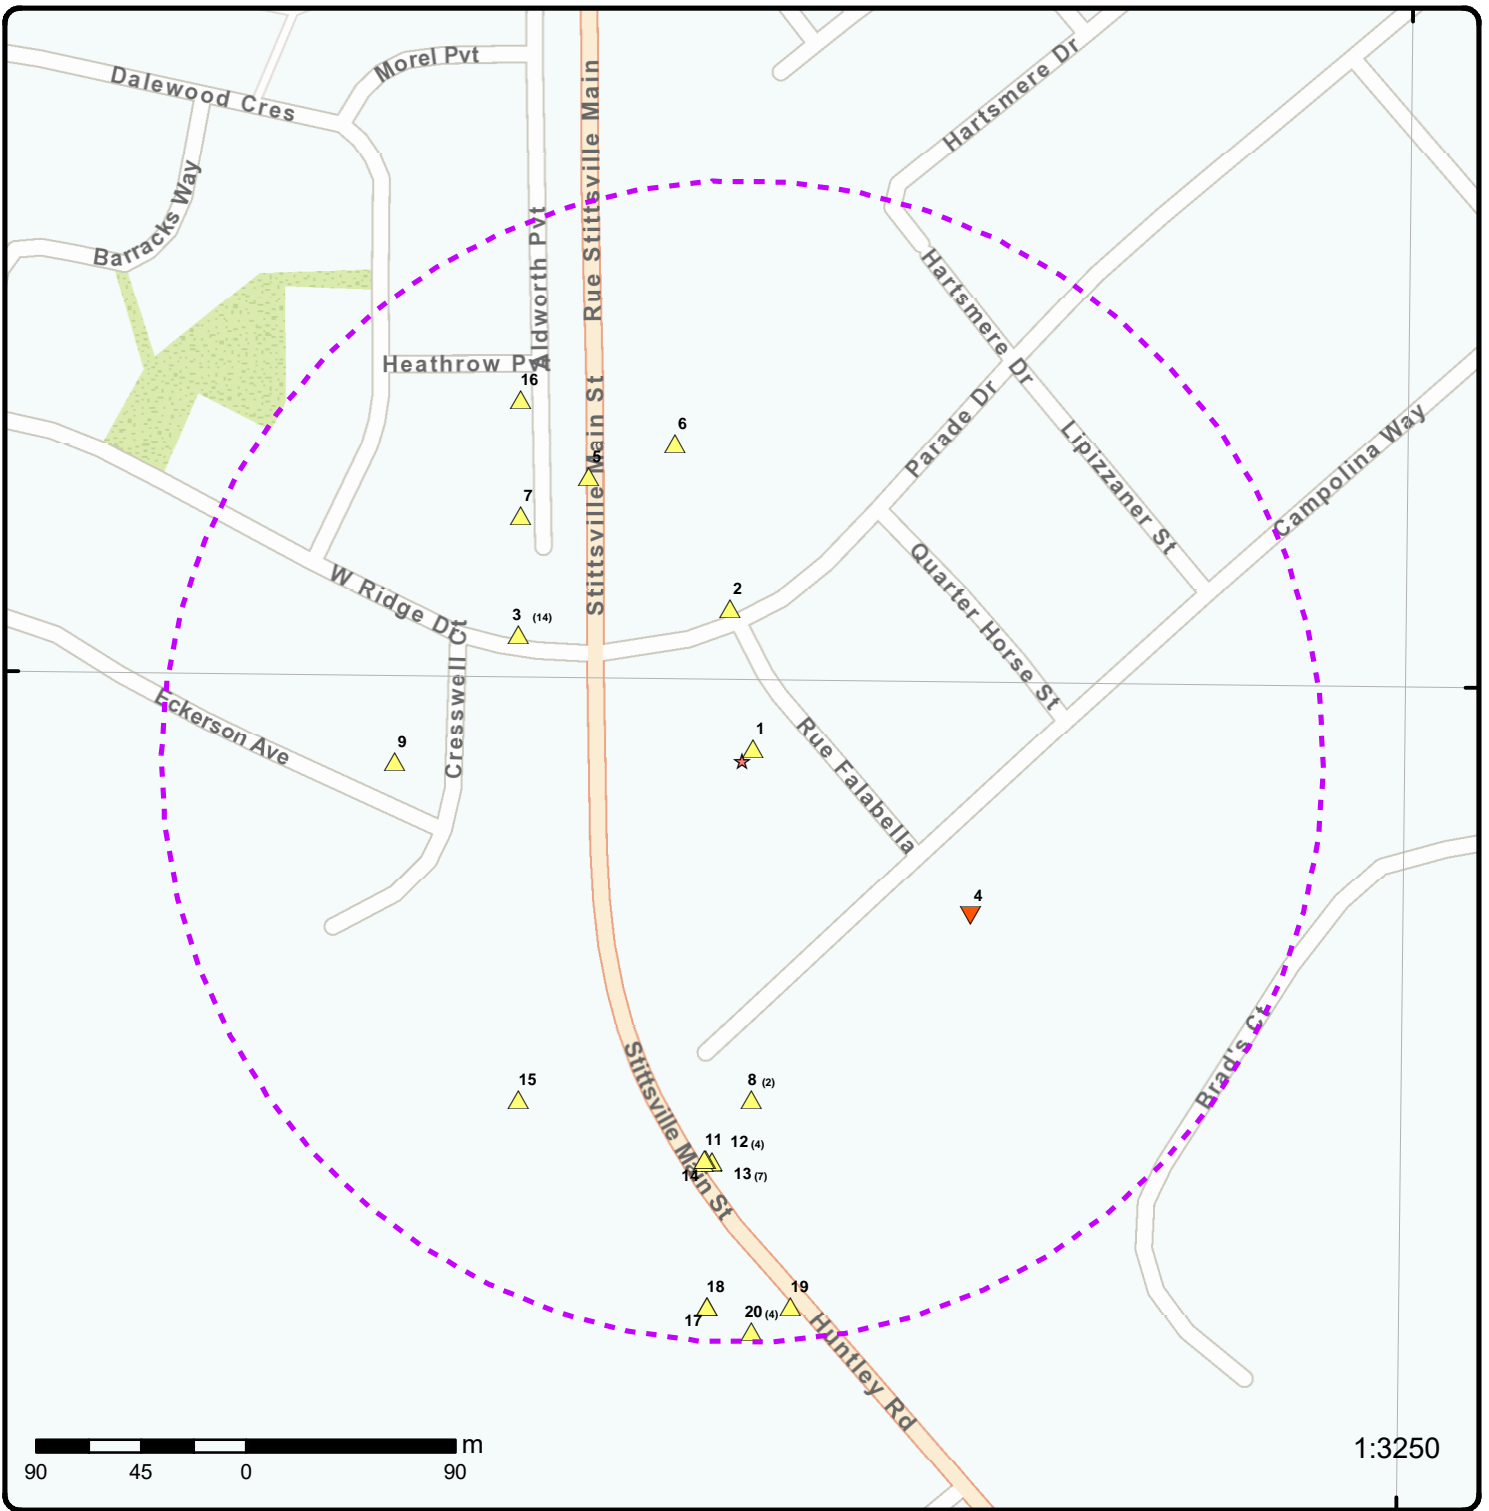 Morel Pvt
Dalewood Cres
Hartsmere Dr
Rue Stittsville Main
Barracks Way
Aldworth Pvt
Hartsmere Dr
Heathrow Pvt
16
6
Stittsville Main St
5
Parade Dr
Lipizzaner St
Campolina Way
7
Quarter Horse St
W Ridge Dr
2
3 (14)
Cresswell Ct
Eckerson Ave
9
1
Rue Falabella
4
Brad's Ct
Stittsville Main St
15
8 (2)
11
12 (4)
14
13 (7)
18
19
17
20 (4)
Huntley Rd
m
1:3250
90 45 0 90